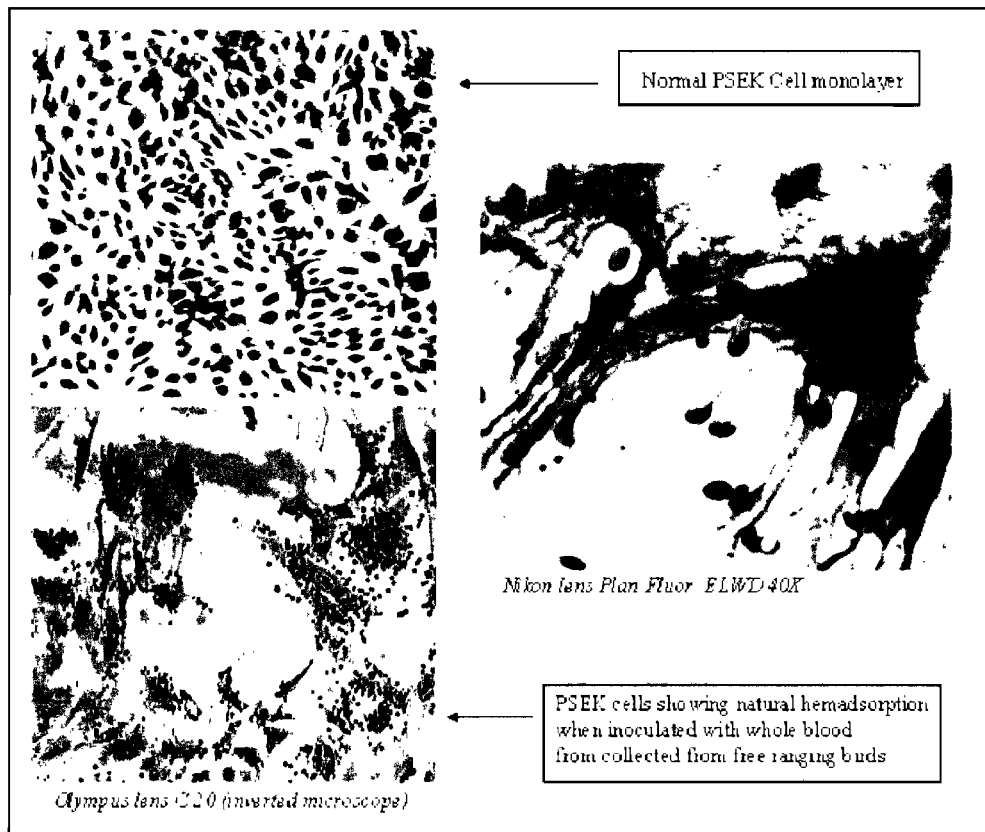 Normal PSEK Cell monolayer
Nikon lens Plan Fluor ELWD 40X
PSEK cells showing natural hemadsorption
when inoculated with whole blood
from collected from free ranging birds
Olympus lens C20 (inverted microscope)